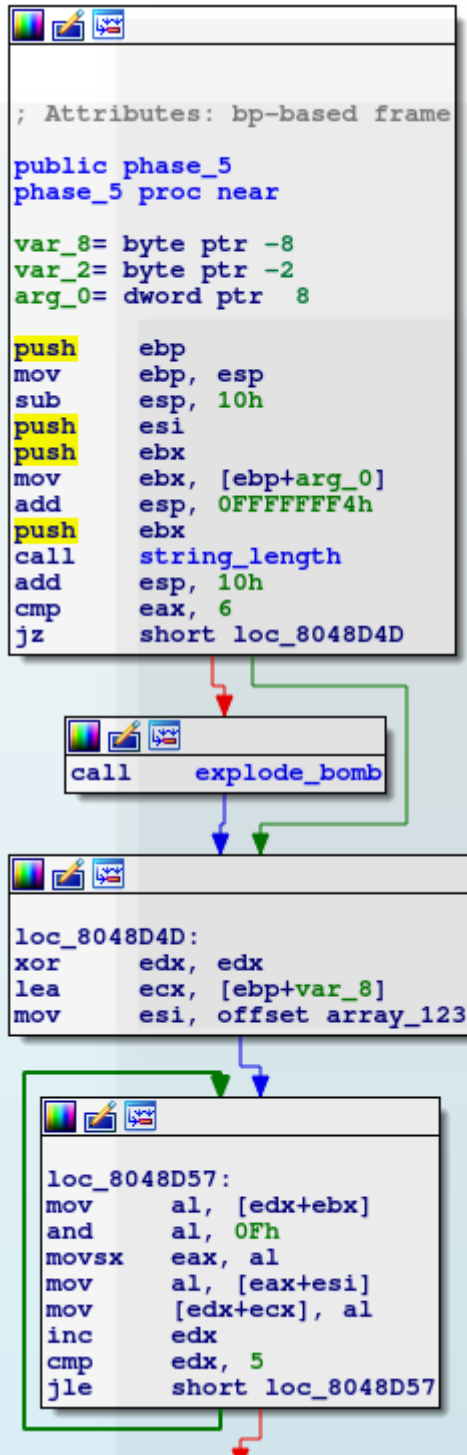 ; Attributes: bp-based frame
public phase_5
phase_5 proc near
var_8= byte ptr -8
var_2= byte ptr -2
arg_0= dword ptr  8
push    ebp
mov     ebp, esp
sub     esp, 10h
push    esi
push    ebx
mov     ebx, [ebp+arg_0]
add     esp, 0FFFFFFF4h
push    ebx
call    string_length
add     esp, 10h
cmp     eax, 6
jz      short loc_8048D4D
call    explode_bomb
loc_8048D4D:
xor     edx, edx
lea     ecx, [ebp+var_8]
mov     esi, offset array_123
loc_8048D57:
mov     al, [edx+ebx]
and     al, 0Fh
movsx   eax, al
mov     al, [eax+esi]
mov     [edx+ecx], al
inc     edx
cmp     edx, 5
jle     short loc_8048D57